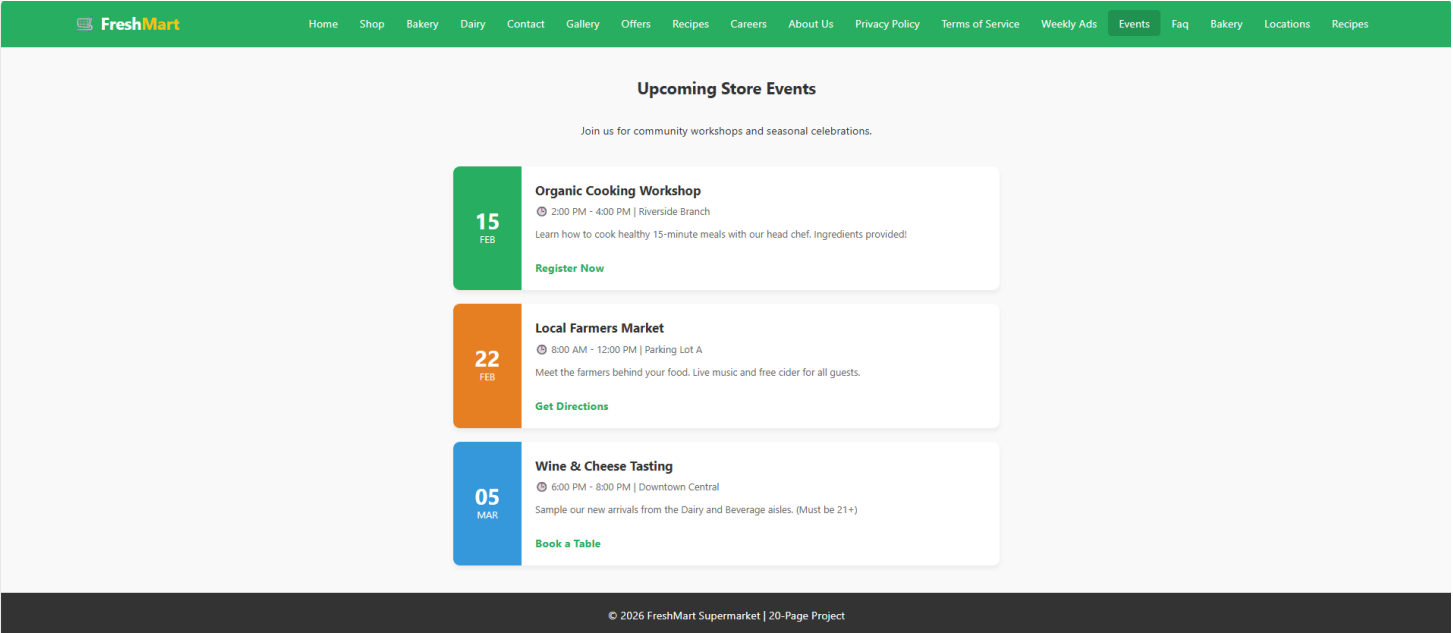 FreshMart Home Shop Bakery Dairy Contact Gallery Offers Recipes Careers About Us Privacy Policy Terms of Service Weekly Ads Events Faq Bakery Locations Recipes
Upcoming Store Events
Join us for community workshops and seasonal celebrations.
15
FEB
Organic Cooking Workshop
2:00 PM - 4:00 PM | Riverside Branch
Learn how to cook healthy 15-minute meals with our head chef. Ingredients provided!
Register Now
22
FEB
Local Farmers Market
8:00 AM - 12:00 PM | Parking Lot A
Meet the farmers behind your food. Live music and free cider for all guests.
Get Directions
05
MAR
Wine & Cheese Tasting
6:00 PM - 8:00 PM | Downtown Central
Sample our new arrivals from the Dairy and Beverage aisles. (Must be 21+)
Book a Table
© 2026 FreshMart Supermarket | 20-Page Project